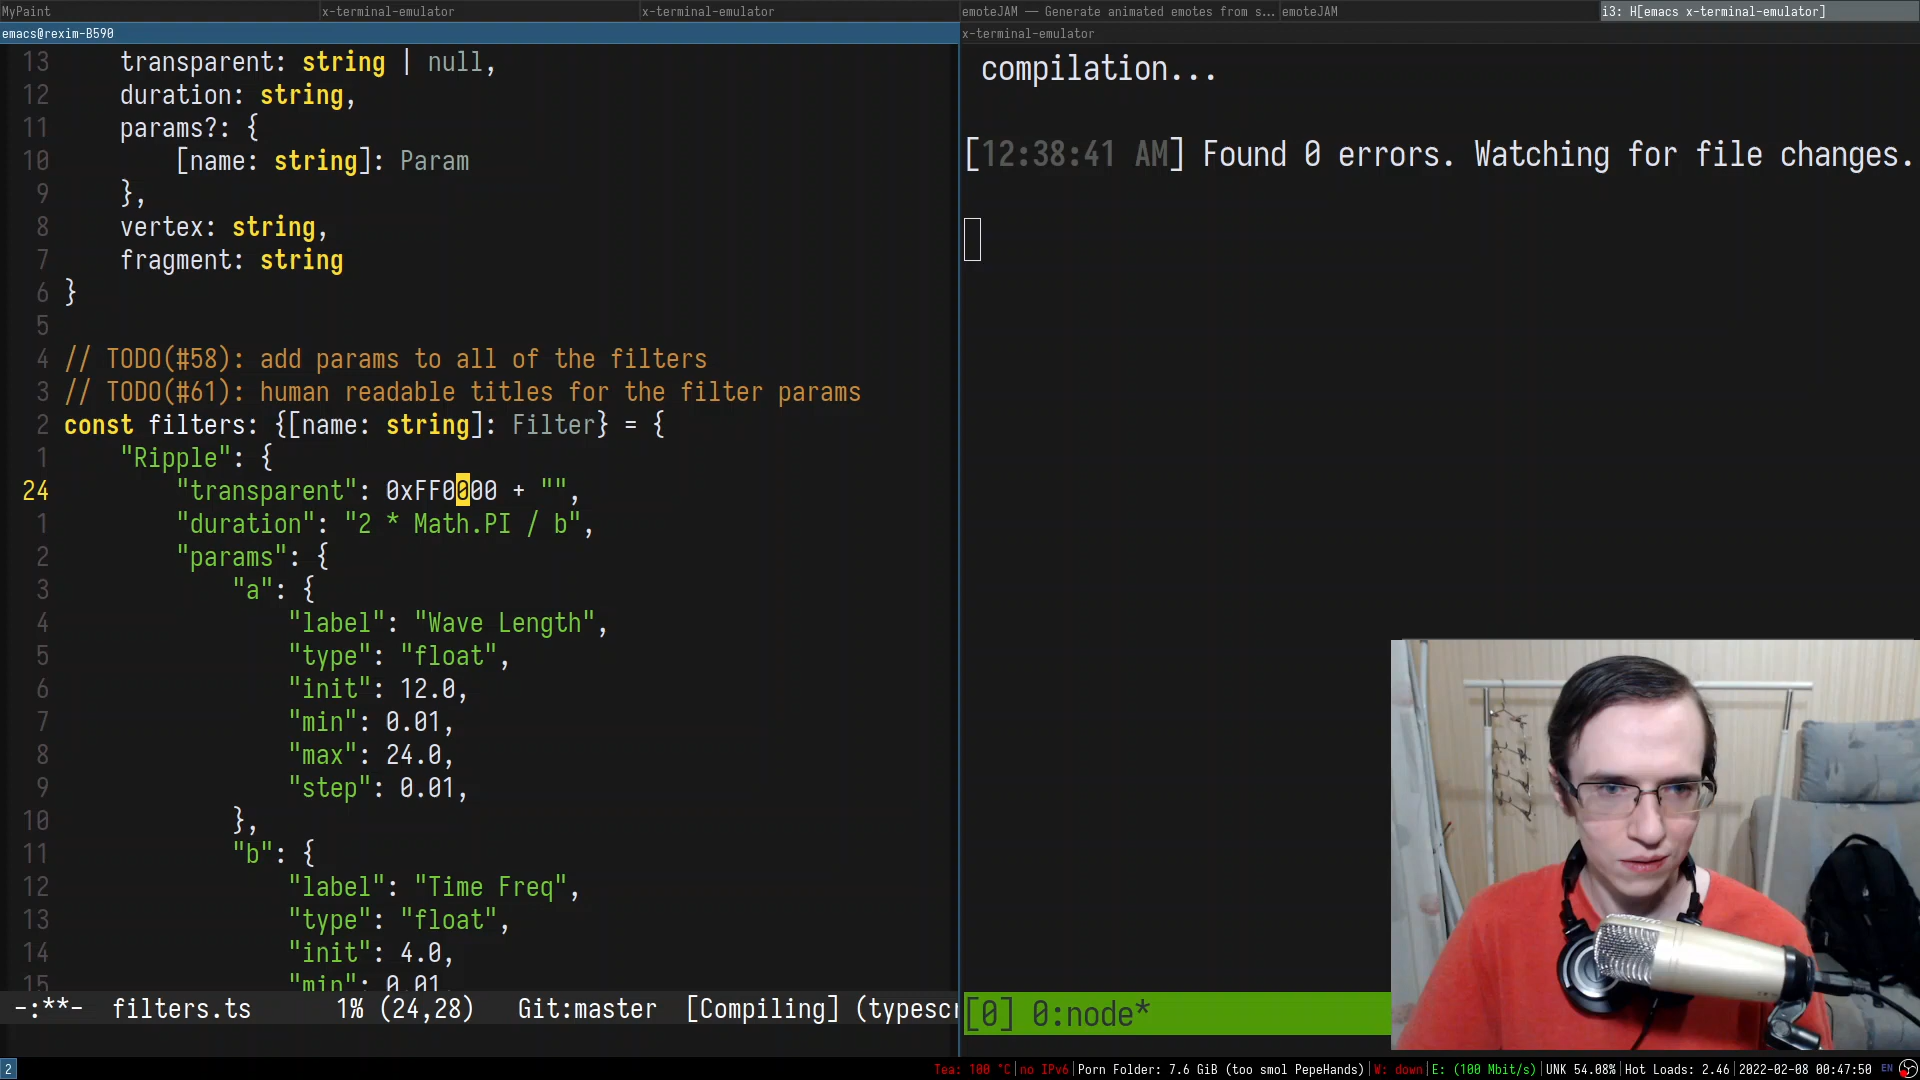 MyPaint
x-terminal-emulator
x-terminal-emulator
emoteJAM — Generate animated emotes from s...
emoteJAM
i3: H[emacs x-terminal-emulator]
emacs@rexim-B590
x-terminal-emulator
13 transparent: string | null,
12 duration: string,
11 params?: {
10 [name: string]: Param
9 },
8 vertex: string,
7 fragment: string
6 }
5
4 // TODO(#58): add params to all of the filters
3 // TODO(#61): human readable titles for the filter params
2 const filters: {[name: string]: Filter} = {
1 "Ripple": {
24 "transparent": 0xFF0000 + "",
1 "duration": "2 * Math.PI / b",
2 "params": {
3 "a": {
4 "label": "Wave Length",
5 "type": "float",
6 "init": 12.0,
7 "min": 0.01,
8 "max": 24.0,
9 "step": 0.01,
10 },
11 "b": {
12 "label": "Time Freq",
13 "type": "float",
14 "init": 4.0,
15 "min": 0.01,
-:**- filters.ts 1% (24,28) Git:master [Compiling] (typescr
compilation...
[12:38:41 AM] Found 0 errors. Watching for file changes.
[0] 0:node*
2
Tea: 100 °C|no IPv6|Porn Folder: 7.6 GiB (too smol PepeHands)|W: down|E: (100 Mbit/s)|UNK 54.08%|Hot Loads: 2.46|2022-02-08 00:47:50 EN